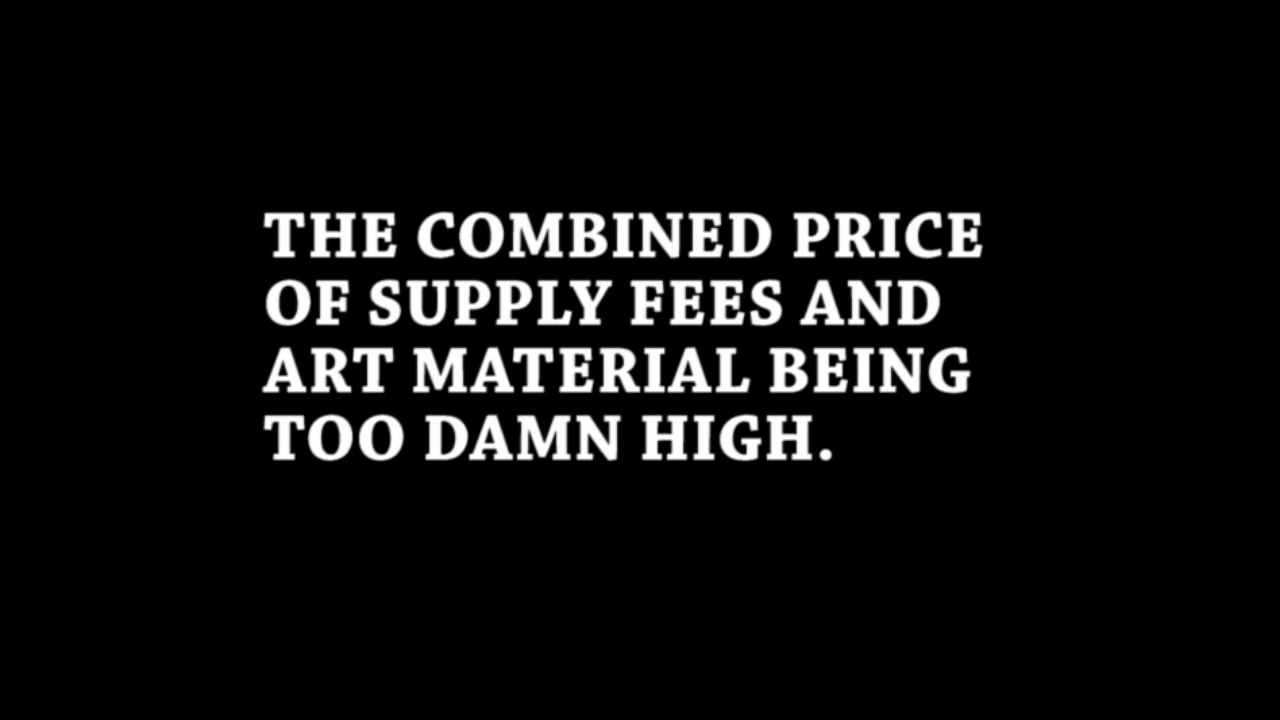 THE COMBINED PRICE
OF SUPPLY FEES AND
ART MATERIAL BEING
TOO DAMN HIGH.